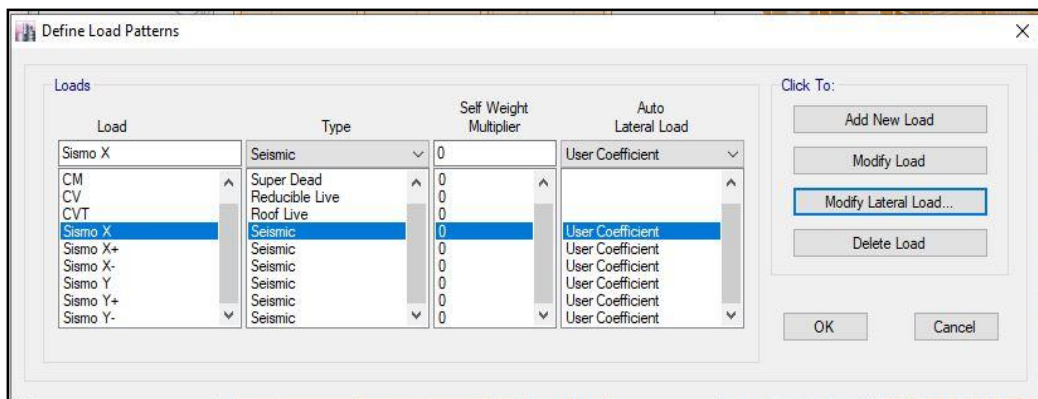 Define Load Patterns
Loads
Click To:
Load Type Self Weight Multiplier Auto Lateral Load
Sismo X Seismic 0 User Coefficient
CM Super Dead 0
CV Reducible Live 0
CVT Roof Live 0
Sismo X Seismic 0 User Coefficient
Sismo X+ Seismic 0 User Coefficient
Sismo X- Seismic 0 User Coefficient
Sismo Y Seismic 0 User Coefficient
Sismo Y+ Seismic 0 User Coefficient
Sismo Y- Seismic 0 User Coefficient
Add New Load
Modify Load
Modify Lateral Load...
Delete Load
OK Cancel